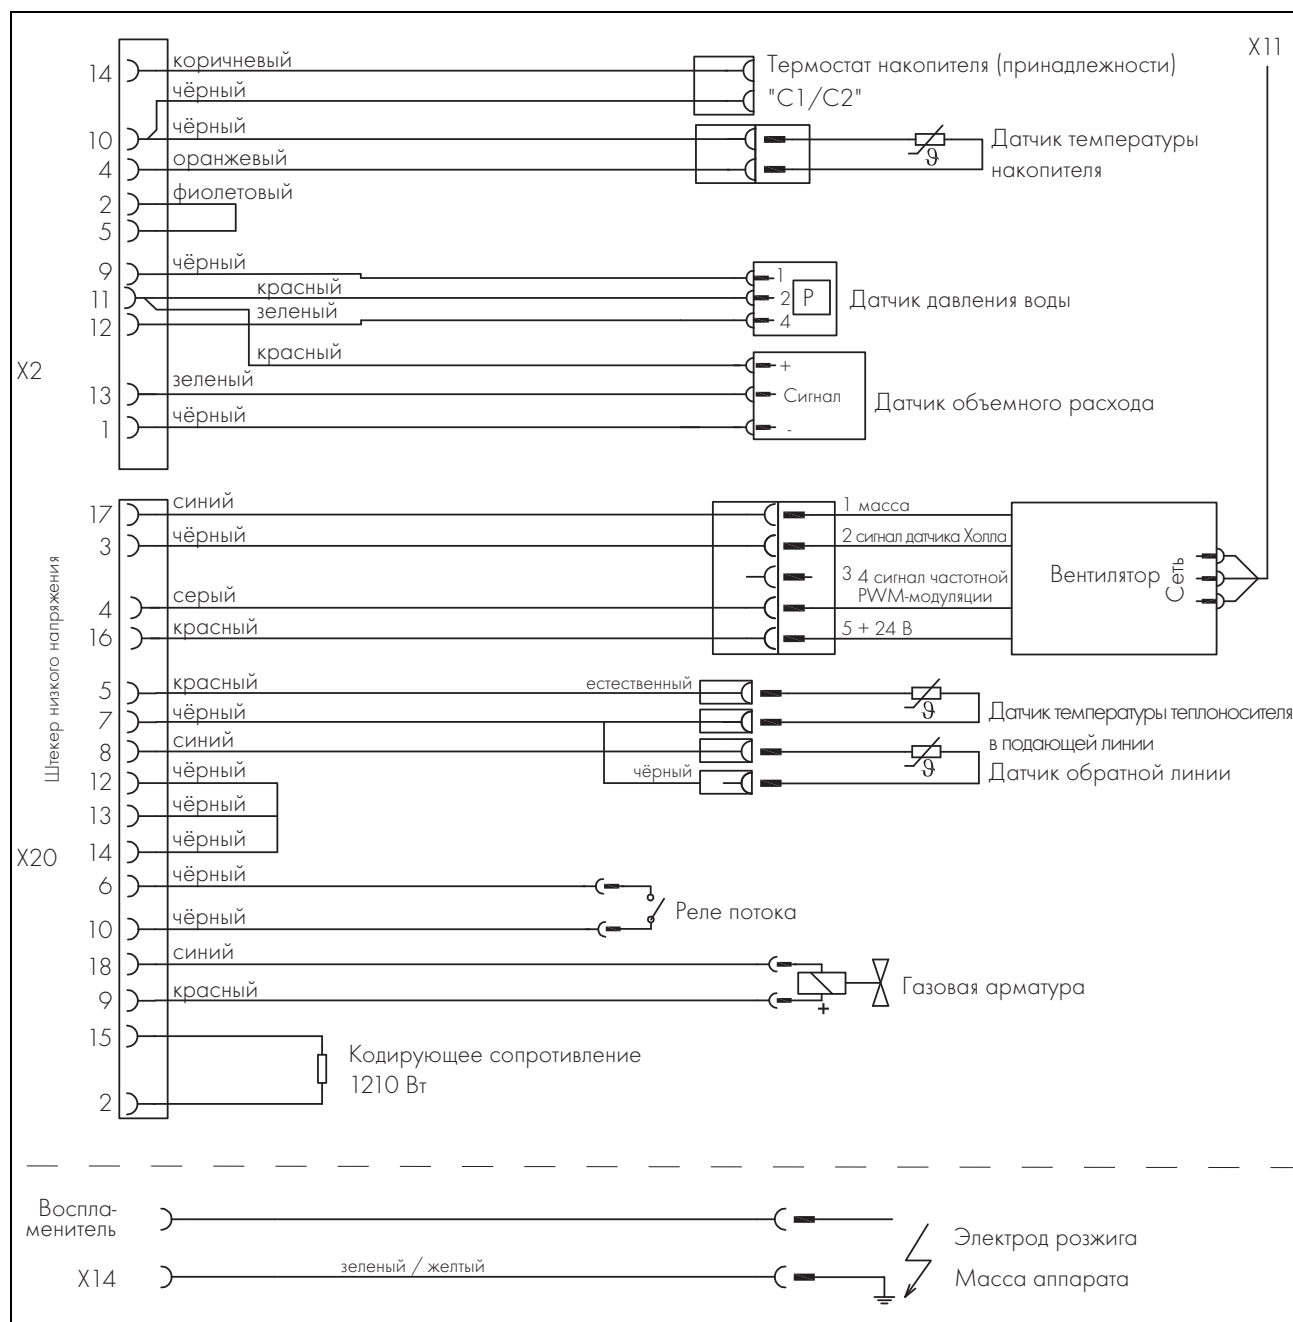 X11
14 коричневый Термостат накопителя (принадлежности)
чёрный "C1/C2"
10 чёрный Датчик температуры
4 оранжевый ϑ накопителя
2 фиолетовый
5
9 чёрный 1
11 красный 2 P Датчик давления воды
12 зеленый 4
X2
красный +
13 зеленый Сигнал Датчик объемного расхода
1 чёрный -
Штекер низкого напряжения
17 синий 1 масса
3 чёрный 2 сигнал датчика Холла
3 4 сигнал частотной
Вентилятор Сеть
4 серый PWM-модуляции
16 красный 5 + 24 В
5 красный естественный ϑ
7 чёрный Датчик температуры теплоносителя
8 синий в подающей линии
12 чёрный чёрный ϑ Датчик обратной линии
13 чёрный
X20
14 чёрный
6 чёрный
Реле потока
10 чёрный
18 синий
Газовая арматура
9 красный +
15
Кодирующее сопротивление
1210 Вт
2
Воспла-
менитель
Электрод розжига
X14 зеленый / желтый Масса аппарата